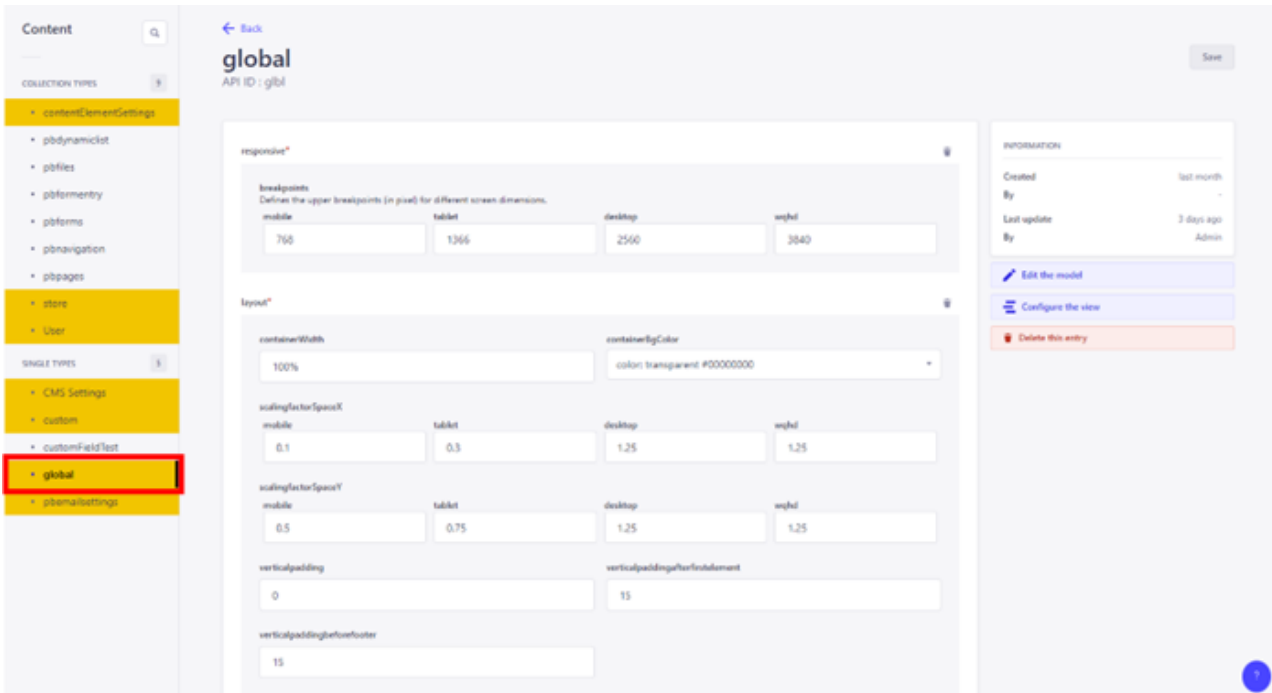 Content
COLLECTION TYPES 9
• contentElementSettings
• pbdynamiclist
• pbfiles
• pbformentry
• pbforms
• pbnavigation
• pbpages
• store
• User
SINGLE TYPES 5
• CMS Settings
• custom
• customFieldTest
• global
• pbemailsettings
← Back
global
API ID : glbl
Save
responsive*
breakpoints
Defines the upper breakpoints (in pixel) for different screen dimensions.
mobile tablet desktop wqhd
768 1366 2560 3840
layout*
containerWidth containerBgColor
100% color: transparent #00000000
scalingfactorSpaceX
mobile tablet desktop wqhd
0.1 0.3 1.25 1.25
scalingfactorSpaceY
mobile tablet desktop wqhd
0.5 0.75 1.25 1.25
verticalpadding verticalpaddingafterfirstelement
0 15
verticalpaddingbeforefooter
15
INFORMATION
Created last month
By -
Last update 3 days ago
By Admin
Edit the model
Configure the view
Delete this entry
?